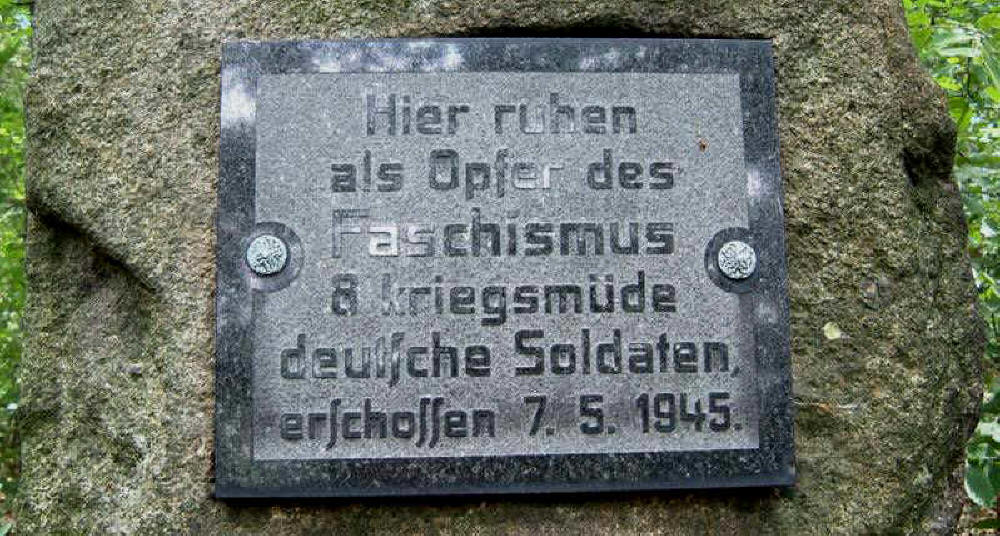 Hier ruhen
als Opfer des
Faschismus
8 kriegsmüde
deutſche Soldaten,
erſchoſſen 7. 5. 1945.